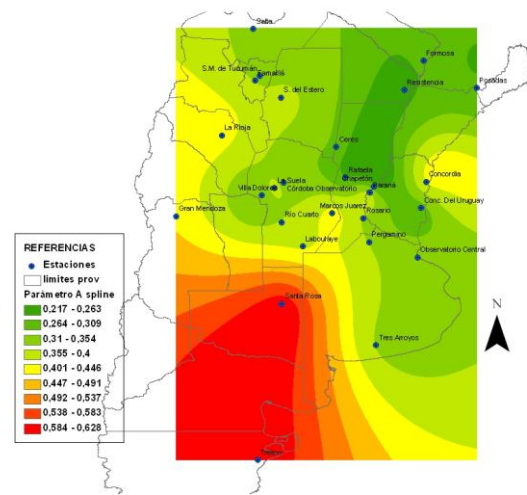 Salta
Formosa
S.M. de Tucumán
Famaillá
Resistencia
Posadas
S. del Estero
La Rioja
Ceres
Rafaela
Concordia
La Suela
Paraná
Villa Dolores
Córdoba Observatorio
Gran Mendoza
Marcos Juarez
Conc. Del Uruguay
Río Cuarto
Rosario
Pergamino
Laboulaye
Observatorio Central
REFERENCIAS
Estaciones
limites prov
Parámetro A spline
0,217 - 0,263
0,264 - 0,309
0,31 - 0,354
0,355 - 0,4
0,401 - 0,446
0,447 - 0,491
0,492 - 0,537
0,538 - 0,583
0,584 - 0,628
Santa Rosa
N
Tres Arroyos